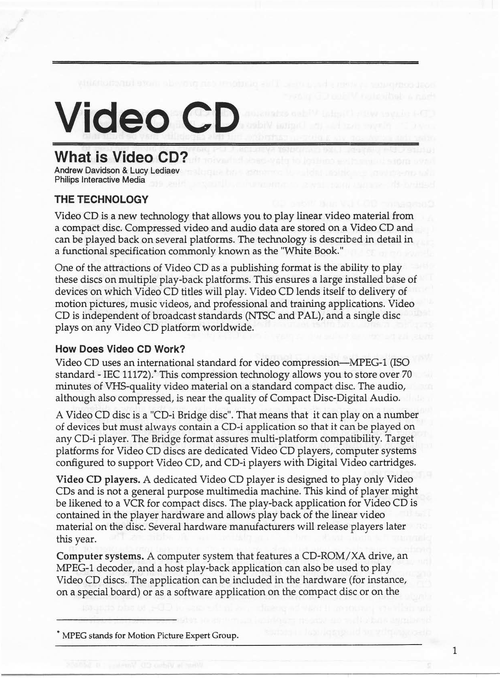 Video CD
What is Video CD?
Andrew Davidson & Lucy Lediaev
Philips Interactive Media
THE TECHNOLOGY
Video CD is a new technology that allows you to play linear video material from
a compact disc. Compressed video and audio data are stored on a Video CD and
can be played back on several platforms. The technology is described in detail in
a functional specification commonly known as the "White Book."
One of the attractions of Video CD as a publishing format is the ability to play
these discs on multiple play-back platforms. This ensures a large installed base of
devices on which Video CD titles will play. Video CD lends itself to delivery of
motion pictures, music videos, and professional and training applications. Video
CD is independent of broadcast standards (NTSC and PAL), and a single disc
plays on any Video CD platform worldwide.
How Does Video CD Work?
Video CD uses an international standard for video compression—MPEG-1 (ISO
standard - IEC 11172).* This compression technology allows you to store over 70
minutes of VHS-quality video material on a standard compact disc. The audio,
although also compressed, is near the quality of Compact Disc-Digital Audio.
A Video CD disc is a "CD-i Bridge disc". That means that it can play on a number
of devices but must always contain a CD-i application so that it can be played on
any CD-i player. The Bridge format assures multi-platform compatibility. Target
platforms for Video CD discs are dedicated Video CD players, computer systems
configured to support Video CD, and CD-i players with Digital Video cartridges.
Video CD players. A dedicated Video CD player is designed to play only Video
CDs and is not a general purpose multimedia machine. This kind of player might
be likened to a VCR for compact discs. The play-back application for Video CD is
contained in the player hardware and allows play back of the linear video
material on the disc. Several hardware manufacturers will release players later
this year.
Computer systems. A computer system that features a CD-ROM/XA drive, an
MPEG-1 decoder, and a host play-back application can also be used to play
Video CD discs. The application can be included in the hardware (for instance,
on a special board) or as a software application on the compact disc or on the
* MPEG stands for Motion Picture Expert Group.
1